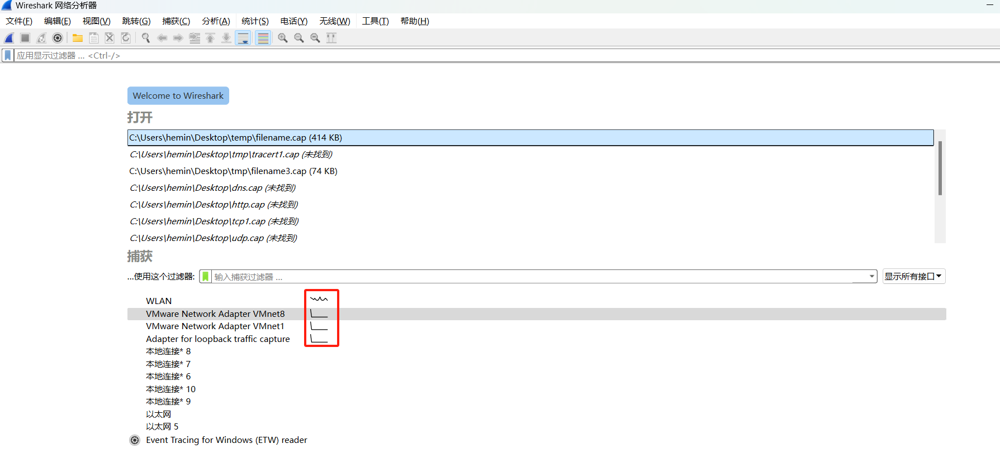 Wireshark 网络分析器
文件(F) 编辑(E) 视图(V) 跳转(G) 捕获(C) 分析(A) 统计(S) 电话(Y) 无线(W) 工具(T) 帮助(H)
应用显示过滤器 … <Ctrl-/>
Welcome to Wireshark
打开
C:\Users\hemin\Desktop\temp\filename.cap (414 KB)
C:\Users\hemin\Desktop\tmp\tracert1.cap (未找到)
C:\Users\hemin\Desktop\tmp\filename3.cap (74 KB)
C:\Users\hemin\Desktop\dns.cap (未找到)
C:\Users\hemin\Desktop\http.cap (未找到)
C:\Users\hemin\Desktop\tcp1.cap (未找到)
C:\Users\hemin\Desktop\udp.cap (未找到)
捕获
…使用这个过滤器: 输入捕获过滤器 … 显示所有接口
WLAN
VMware Network Adapter VMnet8
VMware Network Adapter VMnet1
Adapter for loopback traffic capture
本地连接* 8
本地连接* 7
本地连接* 6
本地连接* 10
本地连接* 9
以太网
以太网 5
Event Tracing for Windows (ETW) reader